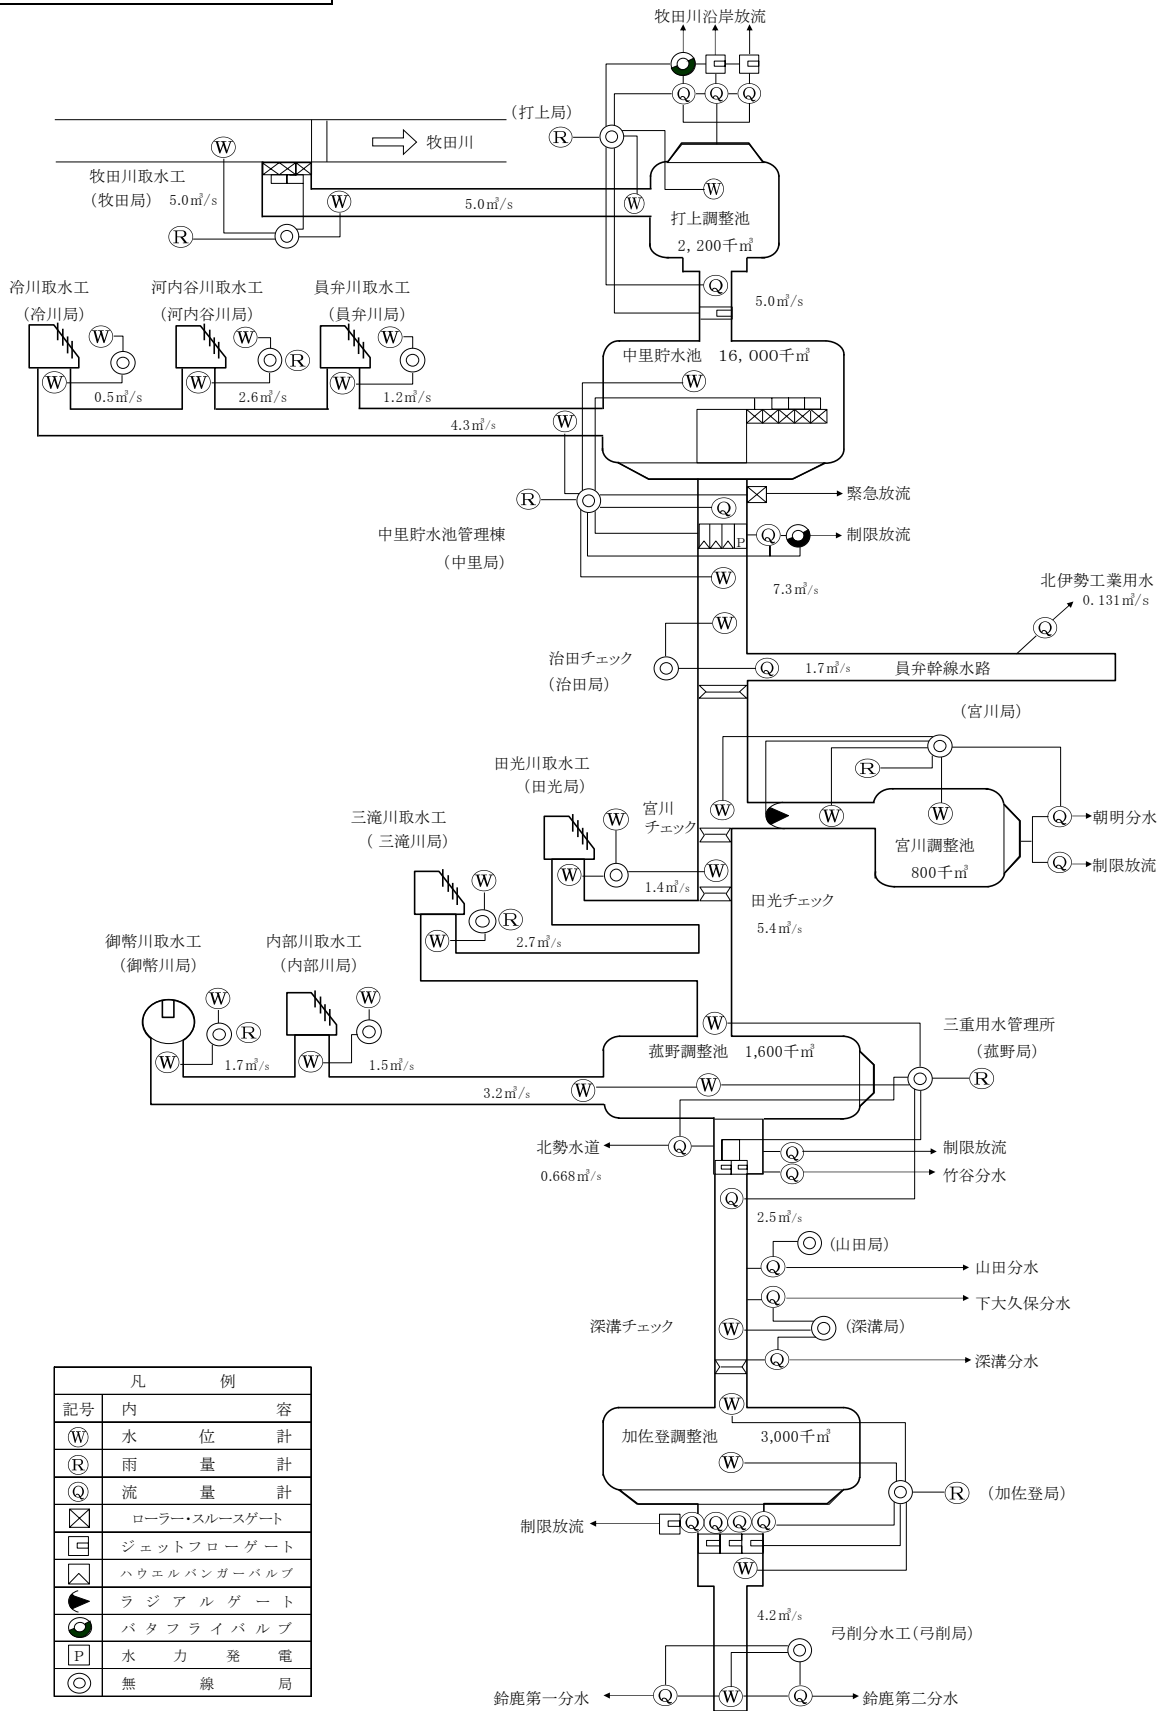 牧田川沿岸放流
Q Q Q
(打上局)
R
W
牧田川
牧田川取水工
(牧田局) 5.0㎥/s
W
5.0㎥/s
W
W
打上調整池
2,200千㎥
R
Q
5.0㎥/s
冷川取水工
(冷川局)
河内谷川取水工
(河内谷川局)
員弁川取水工
(員弁川局)
W W R W
W W W
0.5㎥/s 2.6㎥/s 1.2㎥/s
中里貯水池 16,000千㎥
W
4.3㎥/s
W
R
緊急放流
Q
中里貯水池管理棟
(中里局)
P
Q
制限放流
W
7.3㎥/s
北伊勢工業用水
0.131㎥/s
Q
W
治田チェック
(治田局)
Q
1.7㎥/s 員弁幹線水路
(宮川局)
R
田光川取水工
(田光局)
宮川
チェック
W
W
W
W
Q
朝明分水
宮川調整池
800千㎥
Q
制限放流
三滝川取水工
(三滝川局)
W
W
1.4㎥/s
W
田光チェック
5.4㎥/s
W
R
W
2.7㎥/s
御幣川取水工
(御幣川局)
内部川取水工
(内部川局)
W R W
W W
1.7㎥/s 1.5㎥/s
W
三重用水管理所
(菰野局)
菰野調整池 1,600千㎥
R
3.2㎥/s
W W
北勢水道
0.668㎥/s
Q
Q
制限放流
Q
竹谷分水
Q
2.5㎥/s
(山田局)
Q
山田分水
Q
下大久保分水
深溝チェック
W
(深溝局)
Q
深溝分水
W
加佐登調整池 3,000千㎥
W
R
(加佐登局)
制限放流
Q Q Q Q
W
4.2㎥/s
弓削分水工(弓削局)
鈴鹿第一分水
Q W Q
鈴鹿第二分水
凡 例
記号 内 容
W 水位計
R 雨量計
Q 流量計
ローラー・スルースゲート
ジェットフローゲート
ハウエルバンガーバルブ
ラジアルゲート
バタフライバルブ
P 水力発電
無線局